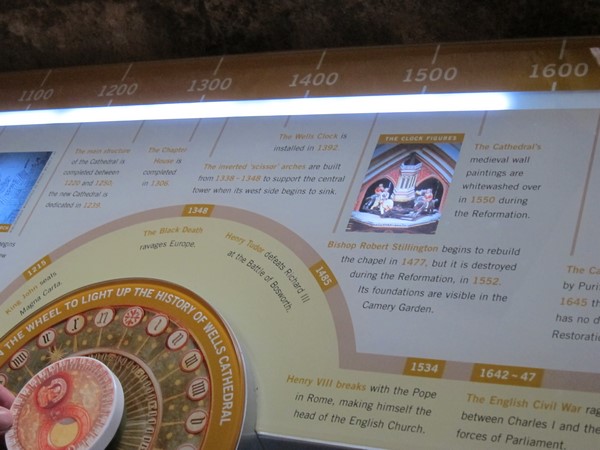 1100 1200 1300 1400 1500 1600
The main structure
of the Cathedral is
completed between
1200 and 1250;
the new Cathedral is
dedicated in 1239.
The Chapter
House is
completed
in 1306.
The Wells Clock is
installed in 1392.
The inverted 'scissor' arches are built
from 1338 - 1348 to support the central
tower when its west side begins to sink.
THE CLOCK FIGURES
The Cathedral's
medieval wall
paintings are
whitewashed over
in 1550 during
the Reformation.
Bishop Robert Stillington begins to rebuild
the chapel in 1477, but it is destroyed
during the Reformation, in 1552.
Its foundations are visible in the
Camery Garden.
The Ca
by Puri
1645 th
has no d
Restoratio
egins
1215
King John seals
Magna Carta.
1348
The Black Death
ravages Europe.
1485
Henry Tudor defeats Richard III
at the Battle of Bosworth.
1534
Henry VIII breaks with the Pope
in Rome, making himself the
head of the English Church.
1642-47
The English Civil War rag
between Charles I and the
forces of Parliament.
N THE WHEEL TO LIGHT UP THE HISTORY OF WELLS CATHEDRAL